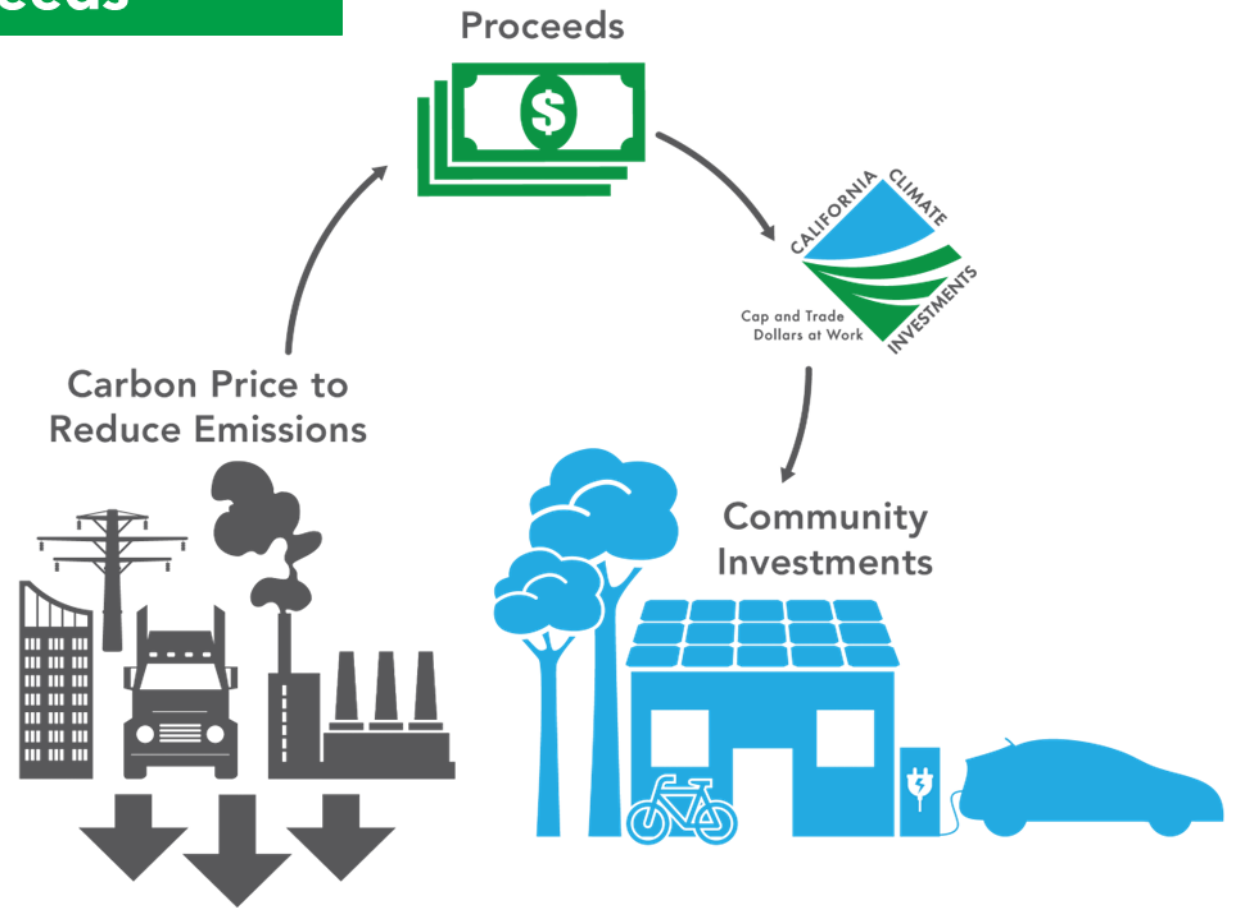 Proceeds
CALIFORNIA
CLIMATE
INVESTMENTS
Cap and Trade
Dollars at Work
Carbon Price to
Reduce Emissions
Community
Investments